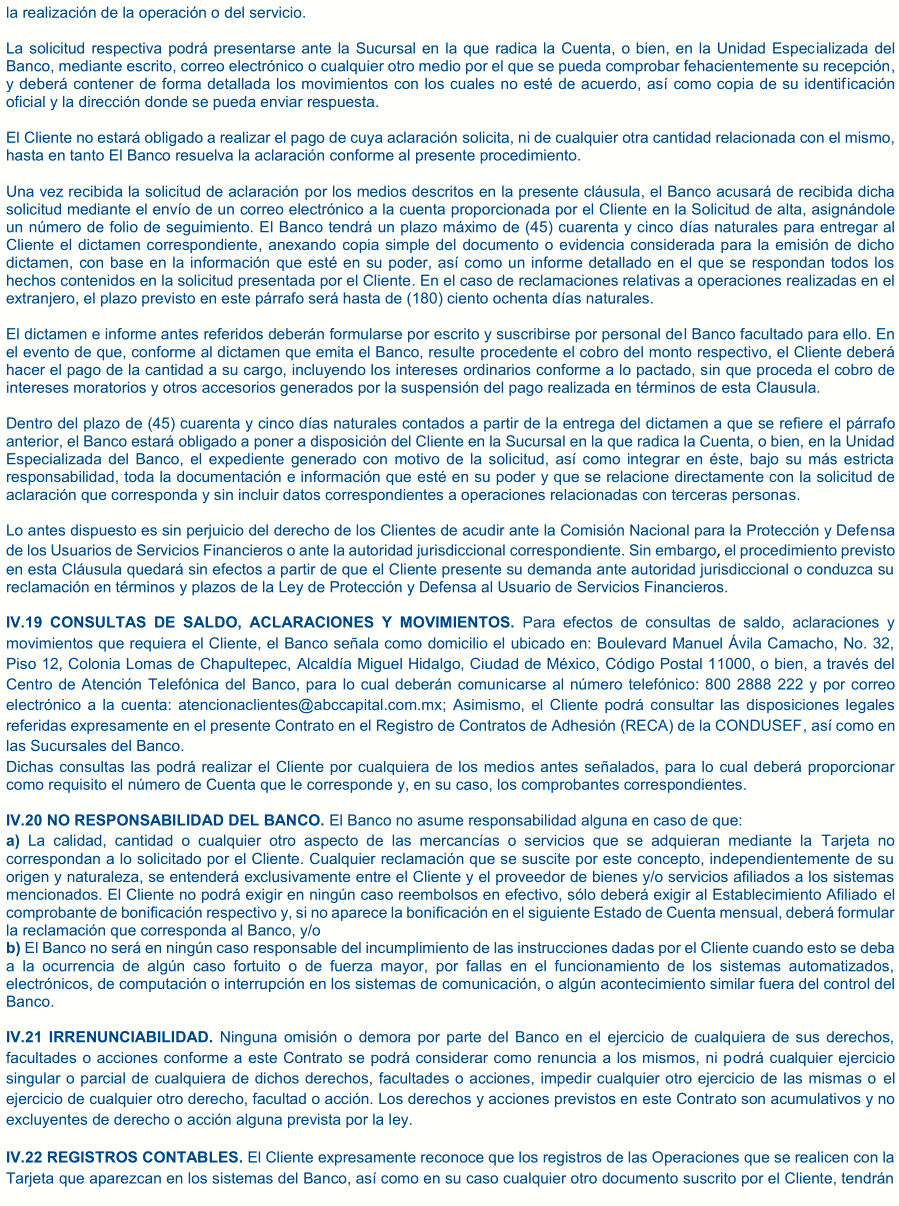 la realización de la operación o del servicio.
La solicitud respectiva podrá presentarse ante la Sucursal en la que radica la Cuenta, o bien, en la Unidad Especializada del
Banco, mediante escrito, correo electrónico o cualquier otro medio por el que se pueda comprobar fehacientemente su recepción,
y deberá contener de forma detallada los movimientos con los cuales no esté de acuerdo, así como copia de su identificación
oficial y la dirección donde se pueda enviar respuesta.
El Cliente no estará obligado a realizar el pago de cuya aclaración solicita, ni de cualquier otra cantidad relacionada con el mismo,
hasta en tanto El Banco resuelva la aclaración conforme al presente procedimiento.
Una vez recibida la solicitud de aclaración por los medios descritos en la presente cláusula, el Banco acusará de recibida dicha
solicitud mediante el envío de un correo electrónico a la cuenta proporcionada por el Cliente en la Solicitud de alta, asignándole
un número de folio de seguimiento. El Banco tendrá un plazo máximo de (45) cuarenta y cinco días naturales para entregar al
Cliente el dictamen correspondiente, anexando copia simple del documento o evidencia considerada para la emisión de dicho
dictamen, con base en la información que esté en su poder, así como un informe detallado en el que se respondan todos los
hechos contenidos en la solicitud presentada por el Cliente. En el caso de reclamaciones relativas a operaciones realizadas en el
extranjero, el plazo previsto en este párrafo será hasta de (180) ciento ochenta días naturales.
El dictamen e informe antes referidos deberán formularse por escrito y suscribirse por personal del Banco facultado para ello. En
el evento de que, conforme al dictamen que emita el Banco, resulte procedente el cobro del monto respectivo, el Cliente deberá
hacer el pago de la cantidad a su cargo, incluyendo los intereses ordinarios conforme a lo pactado, sin que proceda el cobro de
intereses moratorios y otros accesorios generados por la suspensión del pago realizada en términos de esta Clausula.
Dentro del plazo de (45) cuarenta y cinco días naturales contados a partir de la entrega del dictamen a que se refiere el párrafo
anterior, el Banco estará obligado a poner a disposición del Cliente en la Sucursal en la que radica la Cuenta, o bien, en la Unidad
Especializada del Banco, el expediente generado con motivo de la solicitud, así como integrar en éste, bajo su más estricta
responsabilidad, toda la documentación e información que esté en su poder y que se relacione directamente con la solicitud de
aclaración que corresponda y sin incluir datos correspondientes a operaciones relacionadas con terceras personas.
Lo antes dispuesto es sin perjuicio del derecho de los Clientes de acudir ante la Comisión Nacional para la Protección y Defensa
de los Usuarios de Servicios Financieros o ante la autoridad jurisdiccional correspondiente. Sin embargo, el procedimiento previsto
en esta Cláusula quedará sin efectos a partir de que el Cliente presente su demanda ante autoridad jurisdiccional o conduzca su
reclamación en términos y plazos de la Ley de Protección y Defensa al Usuario de Servicios Financieros.
IV.19 CONSULTAS DE SALDO, ACLARACIONES Y MOVIMIENTOS. Para efectos de consultas de saldo, aclaraciones y
movimientos que requiera el Cliente, el Banco señala como domicilio el ubicado en: Boulevard Manuel Ávila Camacho, No. 32,
Piso 12, Colonia Lomas de Chapultepec, Alcaldía Miguel Hidalgo, Ciudad de México, Código Postal 11000, o bien, a través del
Centro de Atención Telefónica del Banco, para lo cual deberán comunicarse al número telefónico: 800 2888 222 y por correo
electrónico a la cuenta: atencionaclientes@abccapital.com.mx; Asimismo, el Cliente podrá consultar las disposiciones legales
referidas expresamente en el presente Contrato en el Registro de Contratos de Adhesión (RECA) de la CONDUSEF, así como en
las Sucursales del Banco.
Dichas consultas las podrá realizar el Cliente por cualquiera de los medios antes señalados, para lo cual deberá proporcionar
como requisito el número de Cuenta que le corresponde y, en su caso, los comprobantes correspondientes.
IV.20 NO RESPONSABILIDAD DEL BANCO. El Banco no asume responsabilidad alguna en caso de que:
a) La calidad, cantidad o cualquier otro aspecto de las mercancías o servicios que se adquieran mediante la Tarjeta no
correspondan a lo solicitado por el Cliente. Cualquier reclamación que se suscite por este concepto, independientemente de su
origen y naturaleza, se entenderá exclusivamente entre el Cliente y el proveedor de bienes y/o servicios afiliados a los sistemas
mencionados. El Cliente no podrá exigir en ningún caso reembolsos en efectivo, sólo deberá exigir al Establecimiento Afiliado el
comprobante de bonificación respectivo y, si no aparece la bonificación en el siguiente Estado de Cuenta mensual, deberá formular
la reclamación que corresponda al Banco, y/o
b) El Banco no será en ningún caso responsable del incumplimiento de las instrucciones dadas por el Cliente cuando esto se deba
a la ocurrencia de algún caso fortuito o de fuerza mayor, por fallas en el funcionamiento de los sistemas automatizados,
electrónicos, de computación o interrupción en los sistemas de comunicación, o algún acontecimiento similar fuera del control del
Banco.
IV.21 IRRENUNCIABILIDAD. Ninguna omisión o demora por parte del Banco en el ejercicio de cualquiera de sus derechos,
facultades o acciones conforme a este Contrato se podrá considerar como renuncia a los mismos, ni podrá cualquier ejercicio
singular o parcial de cualquiera de dichos derechos, facultades o acciones, impedir cualquier otro ejercicio de las mismas o el
ejercicio de cualquier otro derecho, facultad o acción. Los derechos y acciones previstos en este Contrato son acumulativos y no
excluyentes de derecho o acción alguna prevista por la ley.
IV.22 REGISTROS CONTABLES. El Cliente expresamente reconoce que los registros de las Operaciones que se realicen con la
Tarjeta que aparezcan en los sistemas del Banco, así como en su caso cualquier otro documento suscrito por el Cliente, tendrán